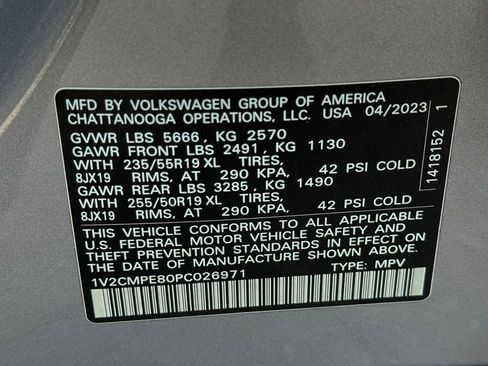 MFD BY VOLKSWAGEN GROUP OF AMERICA
CHATTANOOGA OPERATIONS, LLC. USA 04/2023
GVWR LBS 5666, KG 2570
GAWR FRONT LBS 2491, KG 1130
WITH 235/55R19 XL TIRES,
8JX19 RIMS, AT 290 KPA, 42 PSI COLD
GAWR REAR LBS 3285, KG 1490
WITH 255/50R19 XL TIRES,
8JX19 RIMS, AT 290 KPA, 42 PSI COLD
THIS VEHICLE CONFORMS TO ALL APPLICABLE
U.S. FEDERAL MOTOR VEHICLE SAFETY AND
THEFT PREVENTION STANDARDS IN EFFECT ON
THE DATE OF MANUFACTURE SHOWN ABOVE.
1V2CMPE80PC026971 TYPE: MPV
1418152 1